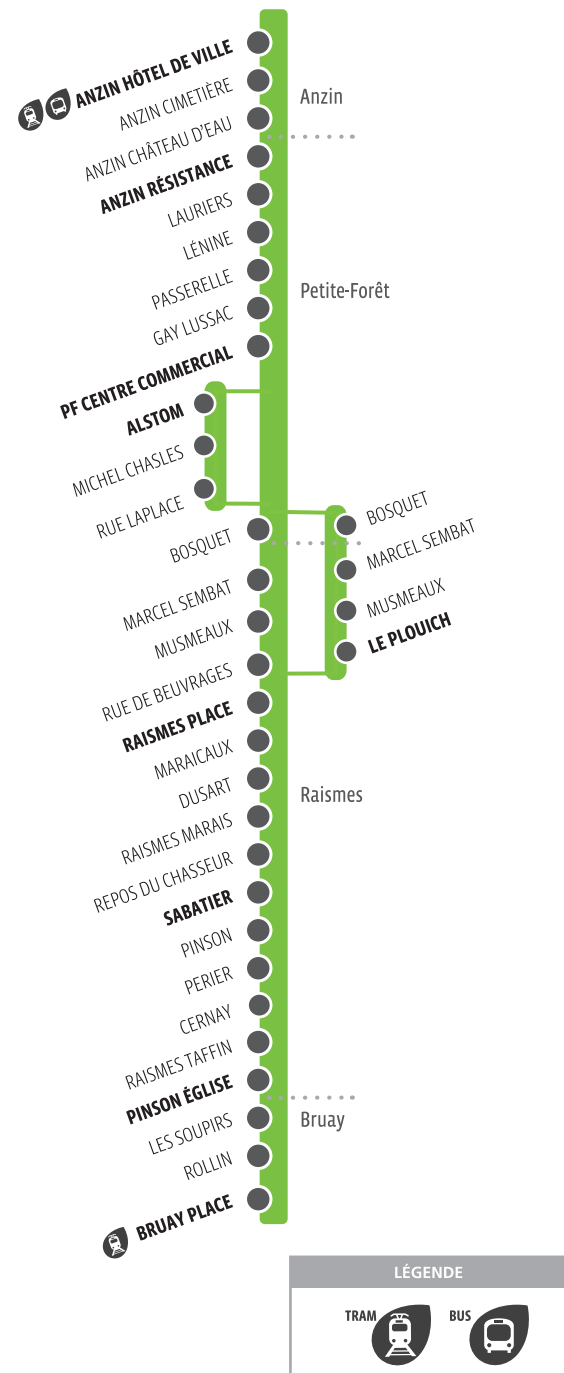 ANZIN HÔTEL DE VILLE
ANZIN CIMETIÈRE
Anzin
ANZIN CHÂTEAU D'EAU
ANZIN RÉSISTANCE
LAURIERS
LÉNINE
PASSERELLE
Petite-Forêt
GAY LUSSAC
PF CENTRE COMMERCIAL
ALSTOM
MICHEL CHASLES
RUE LAPLACE
BOSQUET
BOSQUET
MARCEL SEMBAT
MARCEL SEMBAT
MUSMEAUX
MUSMEAUX
LE PLOUICH
RUE DE BEUVRAGES
RAISMES PLACE
MARAICAUX
DUSART
Raismes
RAISMES MARAIS
REPOS DU CHASSEUR
SABATIER
PINSON
PERIER
CERNAY
RAISMES TAFFIN
PINSON ÉGLISE
LES SOUPIRS
Bruay
ROLLIN
BRUAY PLACE
LÉGENDE
TRAM
BUS